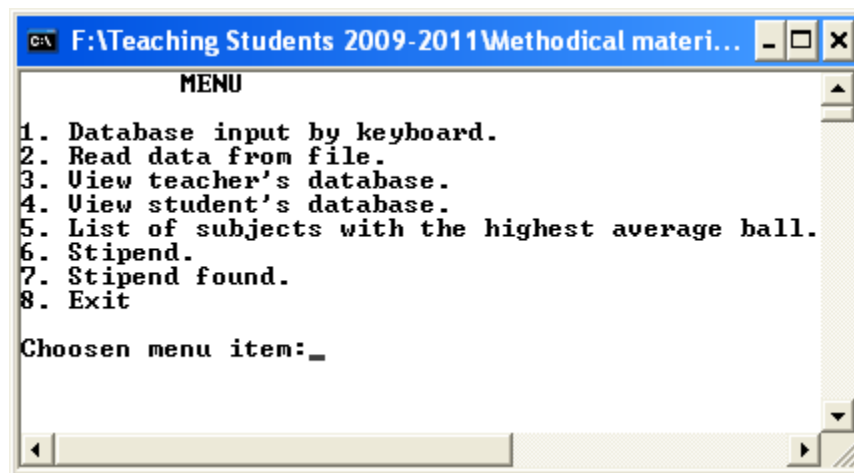 F:\Teaching Students 2009-2011\Methodical materi...
MENU
1. Database input by keyboard.
2. Read data from file.
3. View teacher's database.
4. View student's database.
5. List of subjects with the highest average ball.
6. Stipend.
7. Stipend found.
8. Exit
Choosen menu item:_